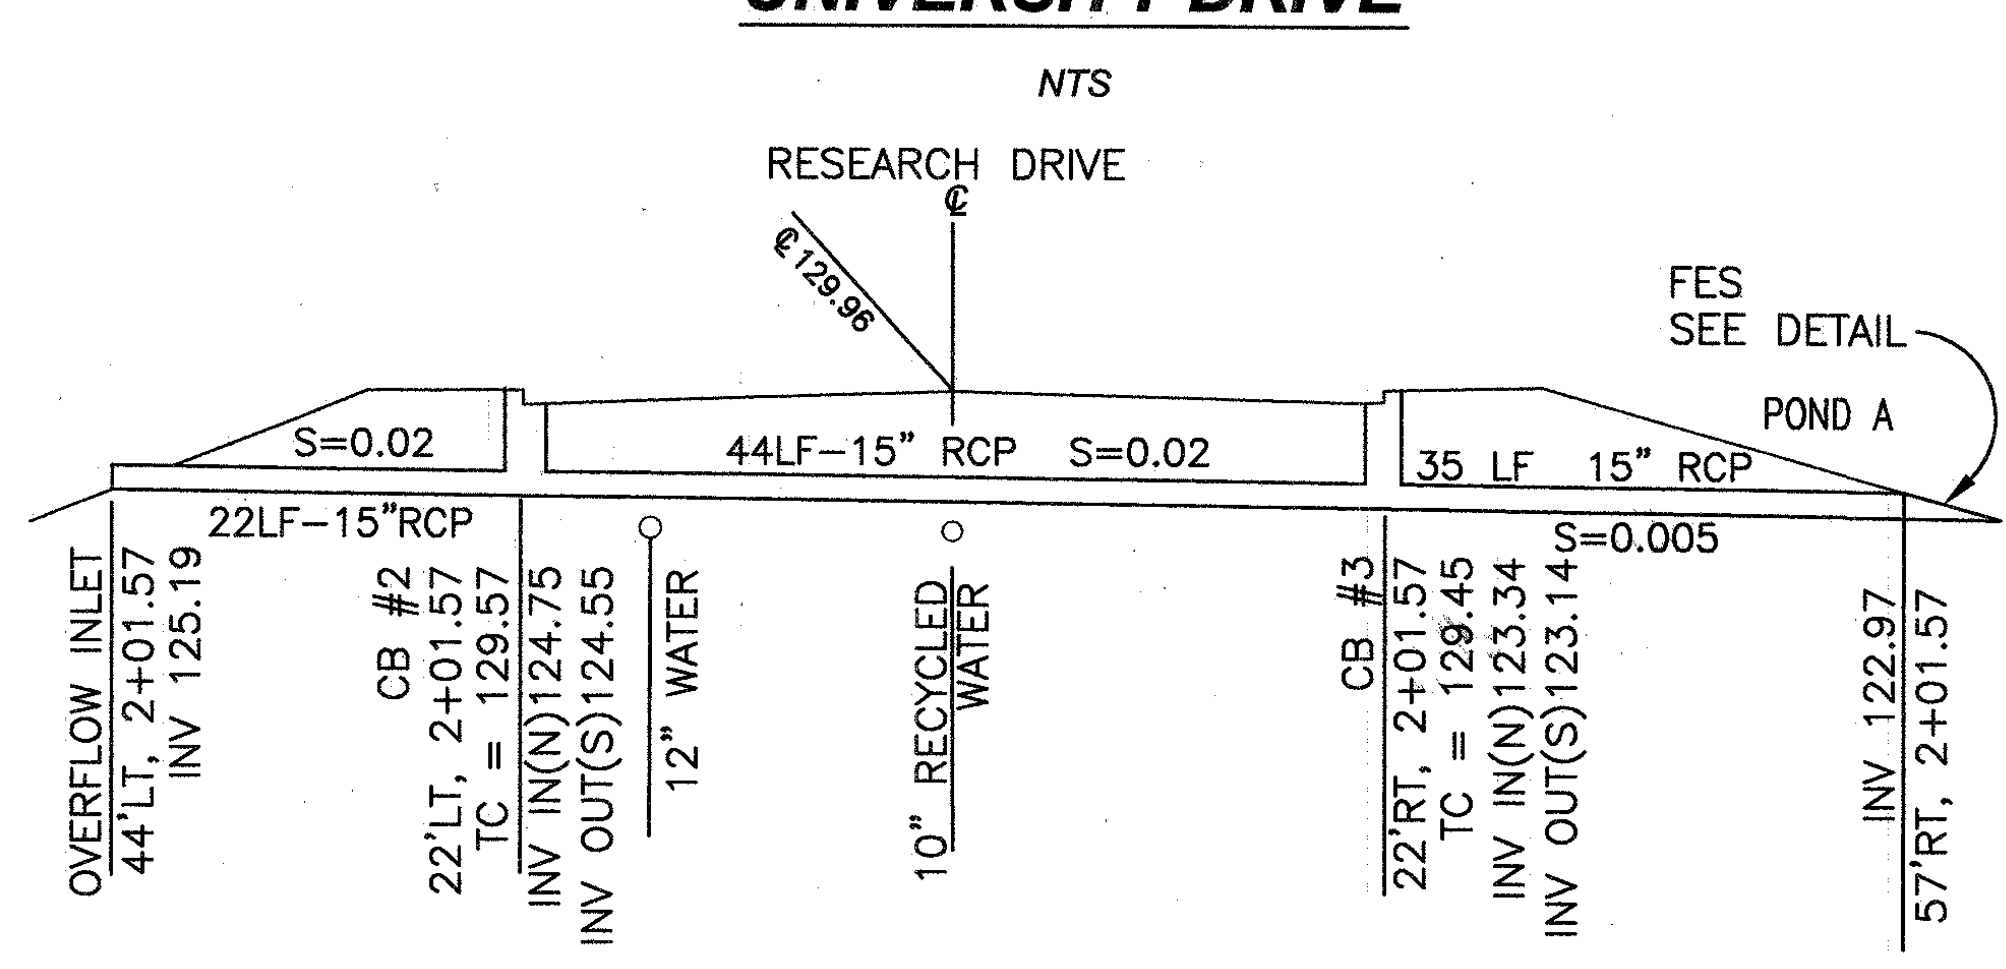 UNIVERSITY DRIVE
NTS
RESEARCH DRIVE
℄
℄ 129.96
FES
SEE DETAIL
POND A
S=0.02
44LF-15" RCP S=0.02
35 LF 15" RCP
22LF-15"RCP
S=0.005
OVERFLOW INLET
44'LT, 2+01.57
INV 125.19
CB #2
22'LT, 2+01.57
TC = 129.57
INV IN(N)124.75
INV OUT(S)124.55
12" WATER
10" RECYCLED
WATER
CB #3
22'RT, 2+01.57
TC = 129.45
INV IN(N)123.34
INV OUT(S)123.14
INV 122.97
57'RT, 2+01.57